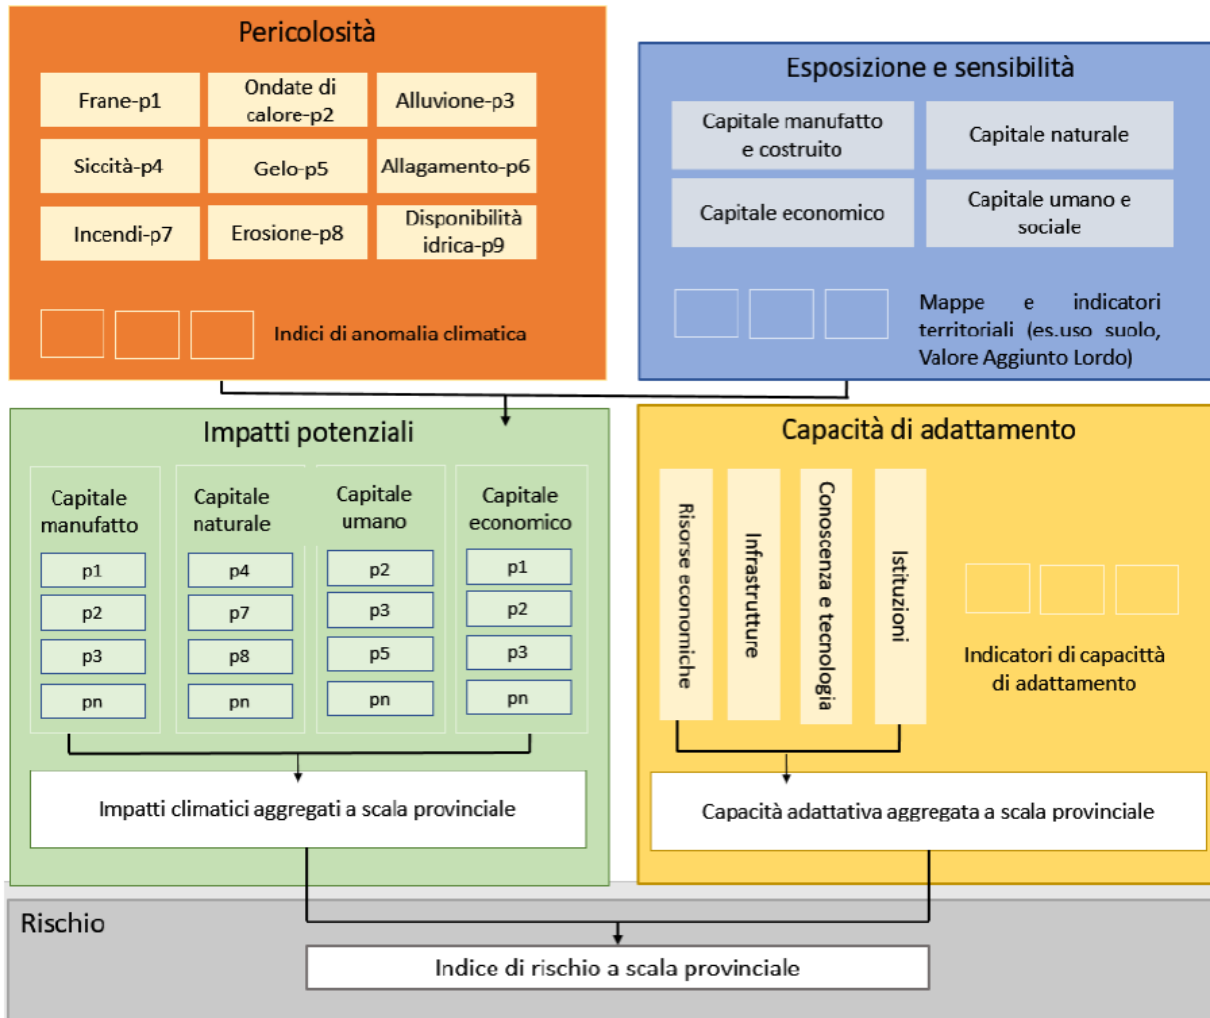 Pericolosità
Frane-p1
Ondate di
calore-p2
Alluvione-p3
Siccità-p4
Gelo-p5
Allagamento-p6
Incendi-p7
Erosione-p8
Disponibilità
idrica-p9
Indici di anomalia climatica
Esposizione e sensibilità
Capitale manufatto
e costruito
Capitale naturale
Capitale economico
Capitale umano e
sociale
Mappe e indicatori
territoriali (es.uso suolo,
Valore Aggiunto Lordo)
Impatti potenziali
Capitale
manufatto
p1
p2
p3
pn
Capitale
naturale
p4
p7
p8
pn
Capitale
umano
p2
p3
p5
pn
Capitale
economico
p1
p2
p3
pn
Impatti climatici aggregati a scala provinciale
Capacità di adattamento
Risorse economiche
Infrastrutture
Conoscenza e tecnologia
Istituzioni
Indicatori di capacittà
di adattamento
Capacità adattativa aggregata a scala provinciale
Rischio
Indice di rischio a scala provinciale